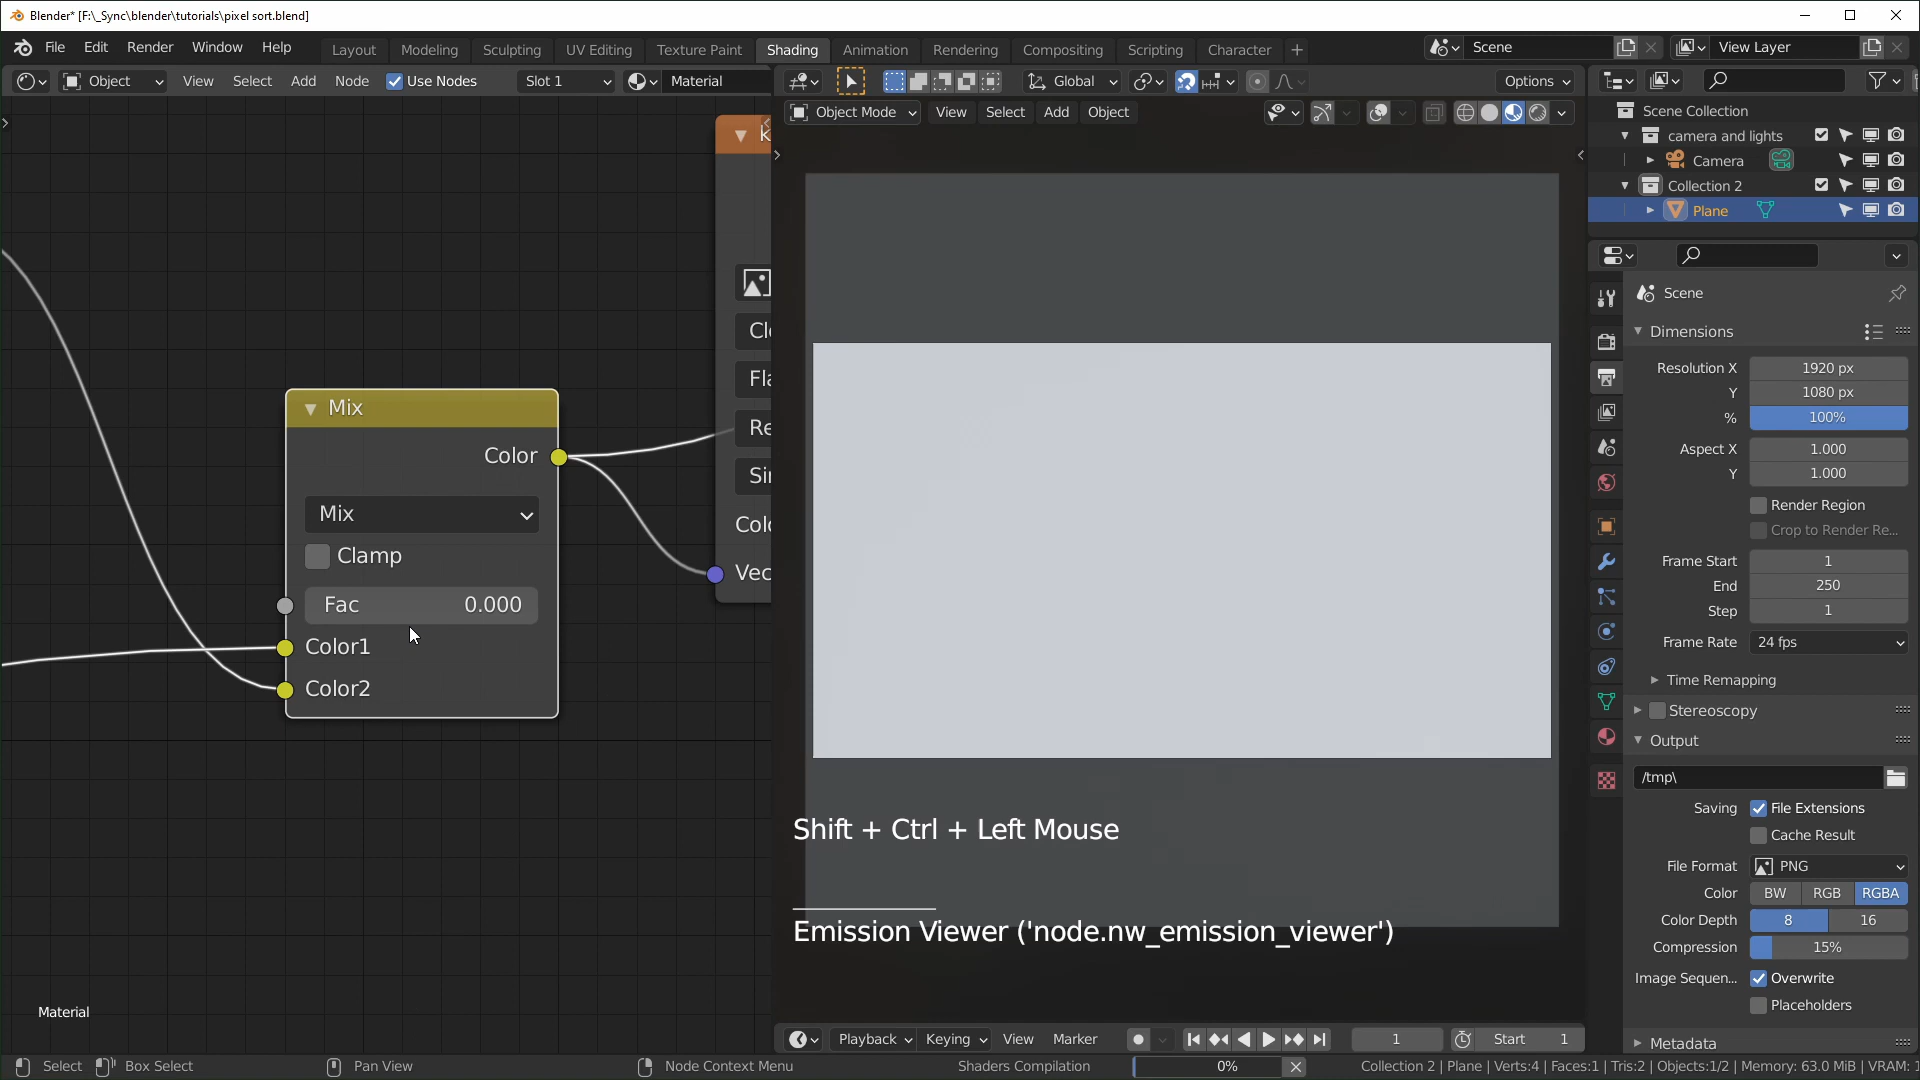 Blender* [F:\_Sync\blender\tutorials\pixel sort.blend]
File Edit Render Window Help
Layout Modeling Sculpting UV Editing Texture Paint Shading Animation Rendering Compositing Scripting Character +
Scene
View Layer
Object View Select Add Node Use Nodes Slot 1 Material
Global
Options
Object Mode View Select Add Object
Scene Collection
camera and lights
Camera
Collection 2
Plane
Scene
Dimensions
Resolution X 1920 px
Y 1080 px
% 100%
Aspect X 1.000
Y 1.000
Render Region
Crop to Render Re...
Frame Start 1
End 250
Step 1
Frame Rate 24 fps
Time Remapping
Stereoscopy
Output
/tmp\
Saving File Extensions
Cache Result
File Format PNG
Color BW RGB RGBA
Color Depth 8 16
Compression 15%
Image Sequen... Overwrite
Placeholders
Metadata
Mix
Color
Mix
Clamp
Fac 0.000
Color1
Color2
Vec
Shift + Ctrl + Left Mouse
Emission Viewer ('node.nw_emission_viewer')
Material
Playback Keying View Marker
1
Start 1
Select Box Select Pan View Node Context Menu Shaders Compilation 0%
Collection 2 | Plane | Verts:4 | Faces:1 | Tris:2 | Objects:1/2 | Memory: 63.0 MiB | VRAM: